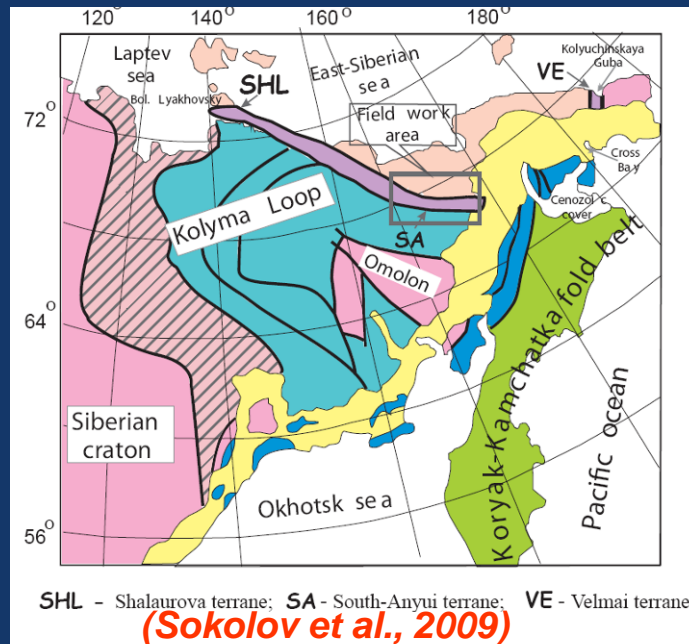 120° 140° 160° 180°
Laptev
sea
Bol. Lyakhovsky
SHL
East-Siberian
sea
VE
Kolyuchinskaya
Guba
72°
Field work
area
Cross
Bay
Kolyma Loop
SA
Cenozoic
cover
Omolon
64°
Koryak-Kamchatka fold belt
Siberian
craton
Okhotsk sea
Pacific ocean
56°
SHL - Shalaurova terrane; SA - South-Anyui terrane; VE - Velmai terrane
(Sokolov et al., 2009)